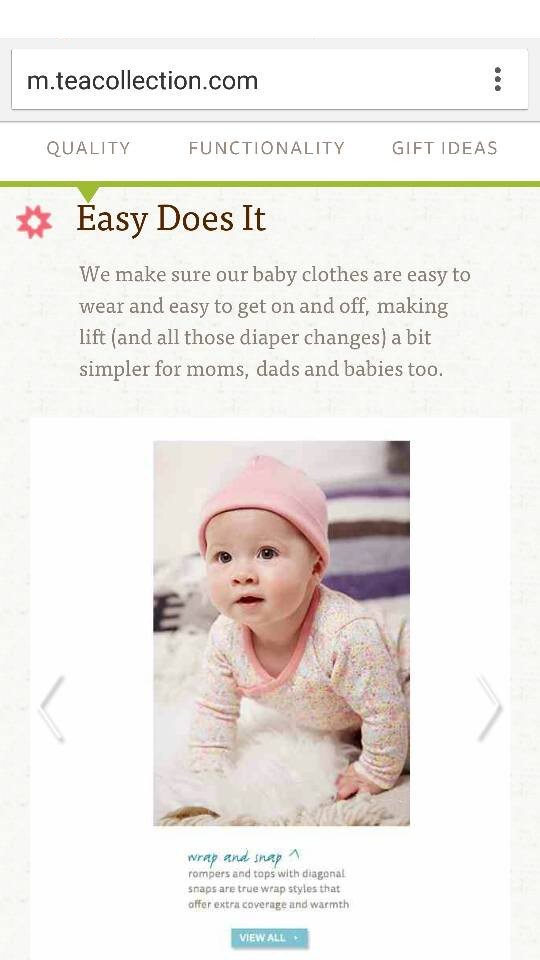 m.teacollection.com
QUALITY FUNCTIONALITY GIFT IDEAS
Easy Does It
We make sure our baby clothes are easy to
wear and easy to get on and off, making
lift (and all those diaper changes) a bit
simpler for moms, dads and babies too.
wrap and snap ^
rompers and tops with diagonal
snaps are true wrap styles that
offer extra coverage and warmth
VIEW ALL